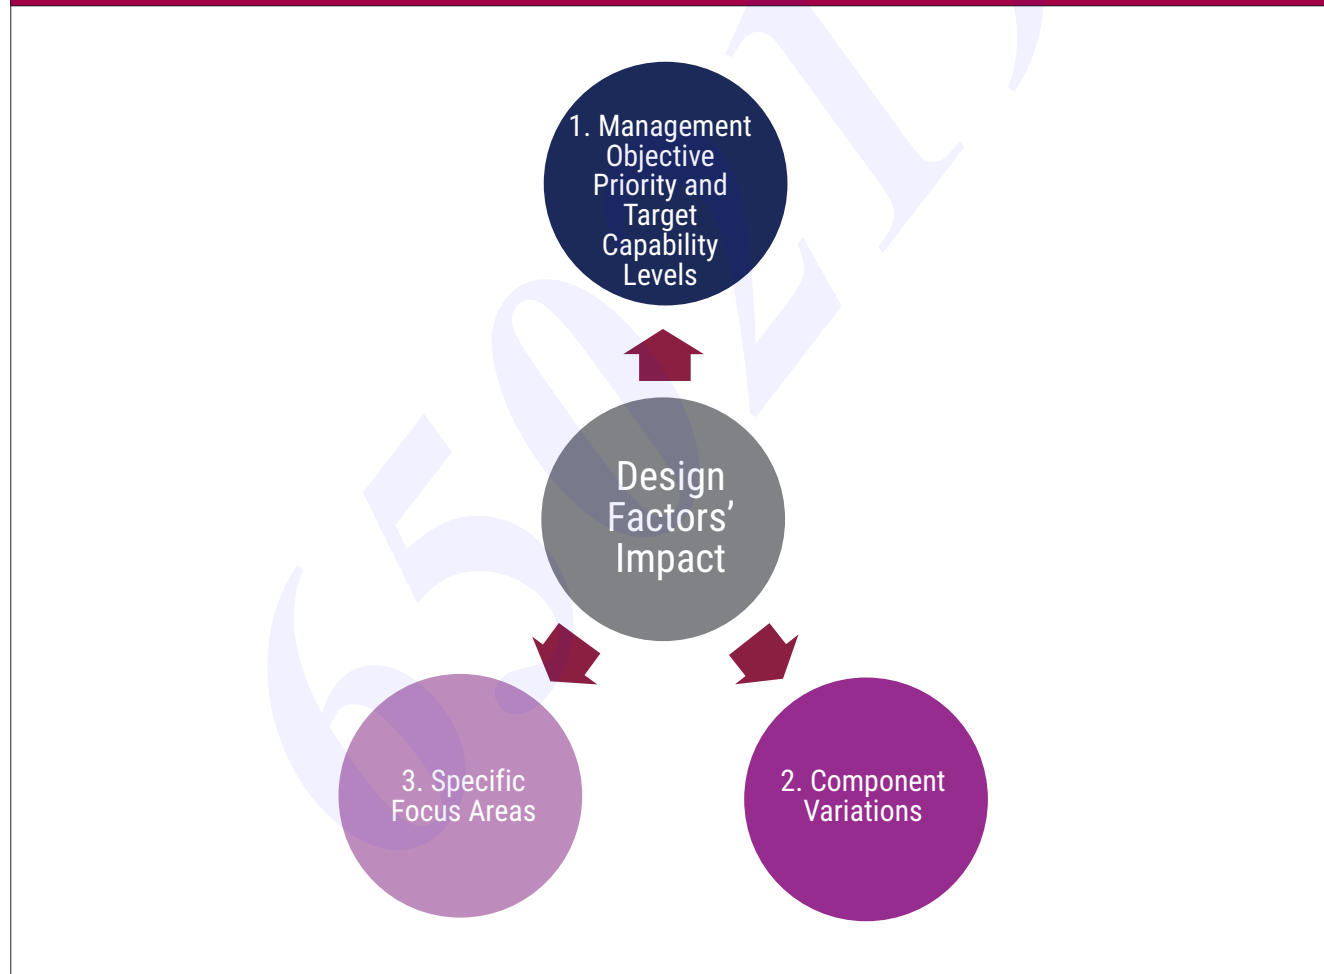 1. Management
Objective
Priority and
Target
Capability
Levels
Design
Factors’
Impact
3. Specific
Focus Areas
2. Component
Variations